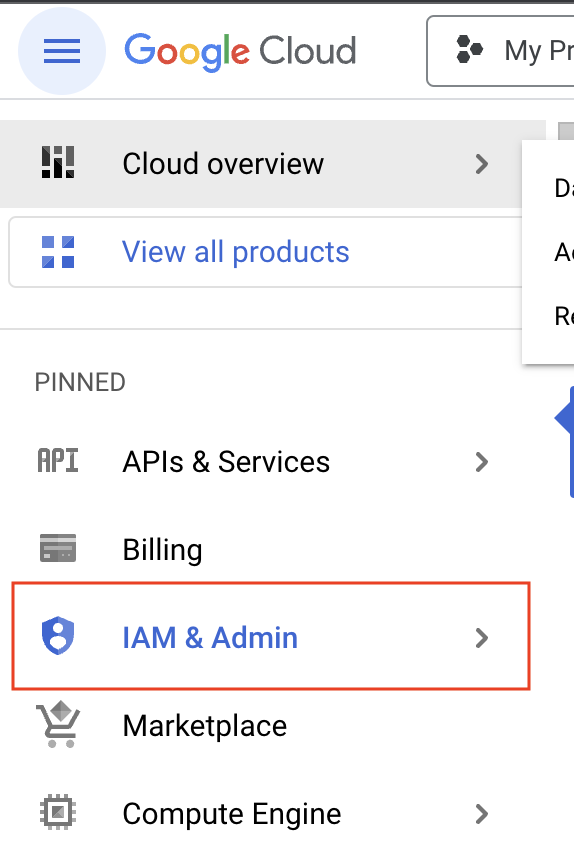 Google Cloud
My Pr
Cloud overview
Da
View all products
Ac
Re
PINNED
API APIs & Services
Billing
IAM & Admin
Marketplace
Compute Engine